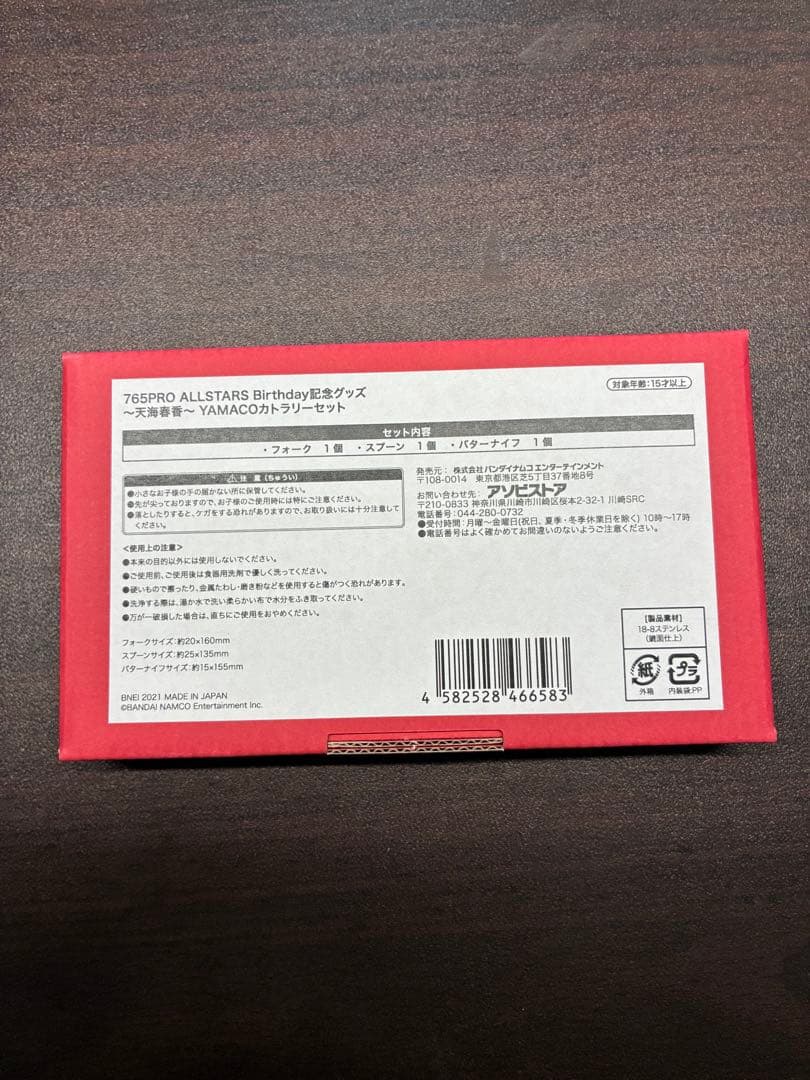 765PRO ALLSTARS Birthday記念グッズ
～天海春香～ YAMACOカトラリーセット
対象年齢:15才以上
セット内容
・フォーク 1個 ・スプーン 1個 ・バターナイフ 1個
⚠ 注 意 (ちゅうい)
●小さなお子様の手の届かない所に保管してください。
●先が尖っておりますので、お子様のご使用時には特にご注意ください。
●落としたりすると、ケガをする恐れがありますので、お取り扱いには十分注意して
ください。
発売元: 株式会社バンダイナムコエンターテインメント
〒108-0014 東京都港区芝5丁目37番地8号
お問い合わせ先: アソビストア
〒210-0833 神奈川県川崎市川崎区桜本2-32-1 川崎SRC
電話番号:044-280-0732
●受付時間:月曜～金曜日(祝日、夏季・冬季休業日を除く) 10時～17時
●電話番号はよく確かめてお間違いのないようご注意ください。
<使用上の注意>
●本来の目的以外には使用しないでください。
●ご使用前、ご使用後は食器用洗剤で優しく洗ってください。
●硬いもので擦ったり、金属たわし・磨き粉などを使用すると傷がつく恐れがあります。
●洗浄する際は、湯か水で洗い柔らかい布で水分をふき取ってください。
●万が一破損した場合は、直ちにご使用をおやめください。
フォークサイズ:約20×160mm
スプーンサイズ:約25×135mm
バターナイフサイズ:約15×155mm
BNEI 2021 MADE IN JAPAN
©BANDAI NAMCO Entertainment Inc.
4 582528 466583
[製品素材]
18-8ステンレス
(鏡面仕上)
紙
外箱
プラ
内装袋:PP